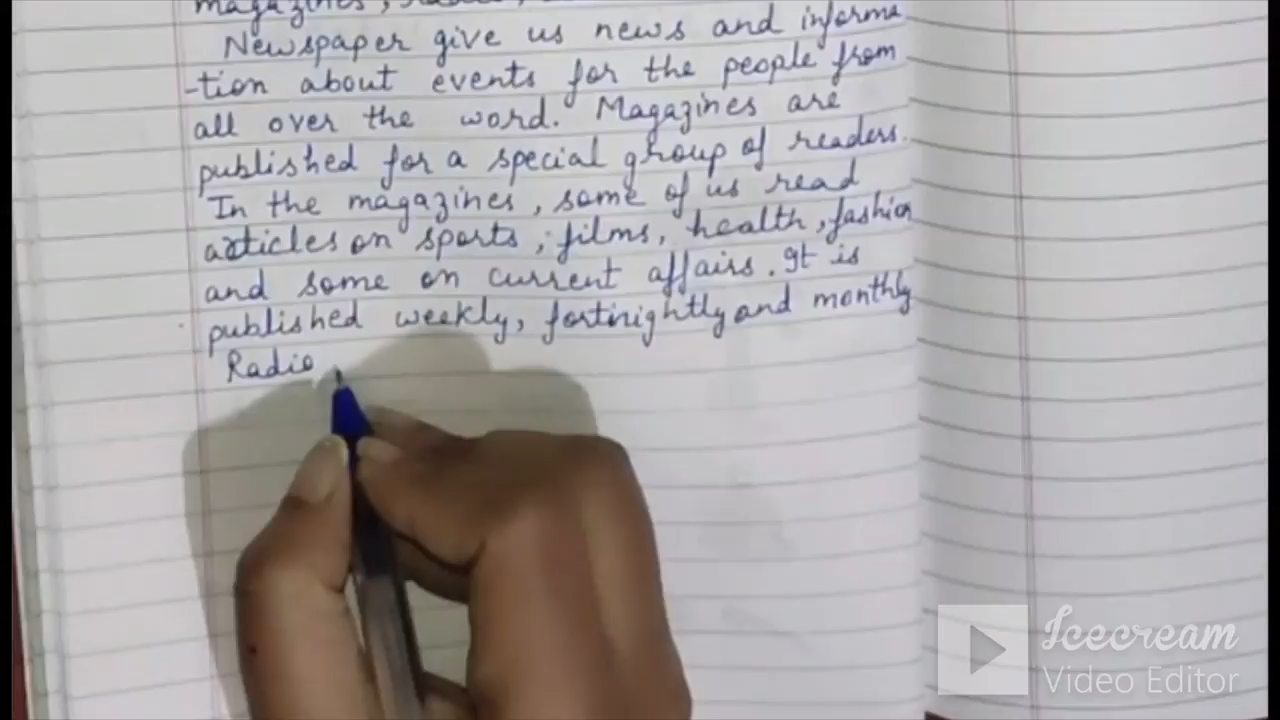 magazines,
Newspaper give us news and informa
-tion about events for the people from
all over the word. Magazines are
published for a special group of readers.
In the magazines, some of us read
articles on sports, films, health, fashion
and some on current affairs. It is
published weekly, fortnightly and monthly
Radio
Icecream
Video Editor